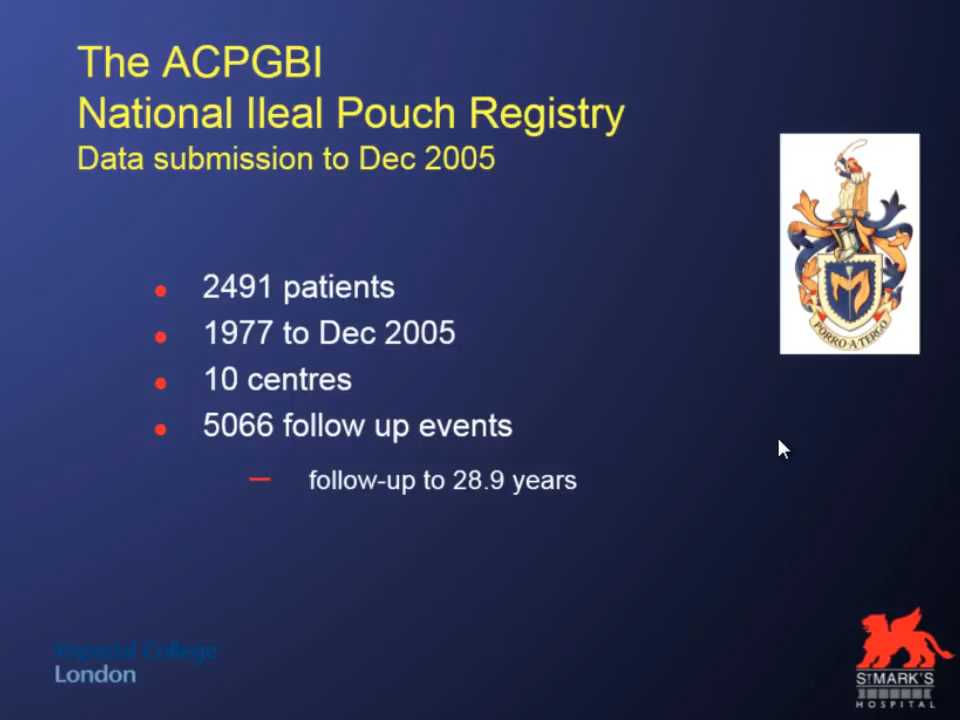 The ACPGBI
National Ileal Pouch Registry
Data submission to Dec 2005
PORRO·A·TERGO
• 2491 patients
• 1977 to Dec 2005
• 10 centres
• 5066 follow up events
– follow-up to 28.9 years
Imperial College
London
ST MARK'S
HOSPITAL